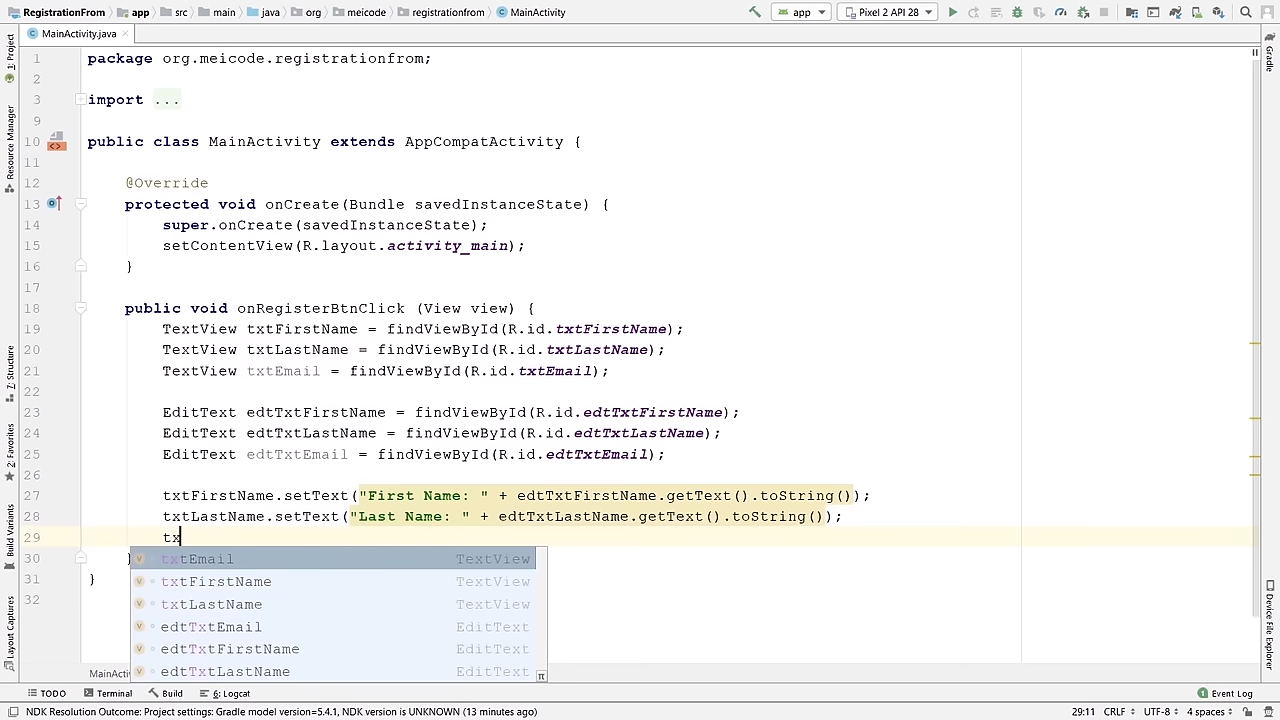 RegistrationFrom app src main java org meicode registrationfrom MainActivity app Pixel 2 API 28
MainActivity.java
1 package org.meicode.registrationfrom;
2
3 import ...
9
10 public class MainActivity extends AppCompatActivity {
11
12 @Override
13 protected void onCreate(Bundle savedInstanceState) {
14 super.onCreate(savedInstanceState);
15 setContentView(R.layout.activity_main);
16 }
17
18 public void onRegisterBtnClick (View view) {
19 TextView txtFirstName = findViewById(R.id.txtFirstName);
20 TextView txtLastName = findViewById(R.id.txtLastName);
21 TextView txtEmail = findViewById(R.id.txtEmail);
22
23 EditText edtTxtFirstName = findViewById(R.id.edtTxtFirstName);
24 EditText edtTxtLastName = findViewById(R.id.edtTxtLastName);
25 EditText edtTxtEmail = findViewById(R.id.edtTxtEmail);
26
27 txtFirstName.setText("First Name: " + edtTxtFirstName.getText().toString());
28 txtLastName.setText("Last Name: " + edtTxtLastName.getText().toString());
29 tx
30 }
31 }
32
v txtEmail TextView
v txtFirstName TextView
v txtLastName TextView
v edtTxtEmail EditText
v edtTxtFirstName EditText
v edtTxtLastName EditText
π
MainActivi
1: Project
Resource Manager
7: Structure
2: Favorites
Build Variants
Layout Captures
Gradle
Device File Explorer
TODO Terminal Build 6: Logcat 1 Event Log
NDK Resolution Outcome: Project settings: Gradle model version=5.4.1, NDK version is UNKNOWN (13 minutes ago) 29:11 CRLF UTF-8 4 spaces